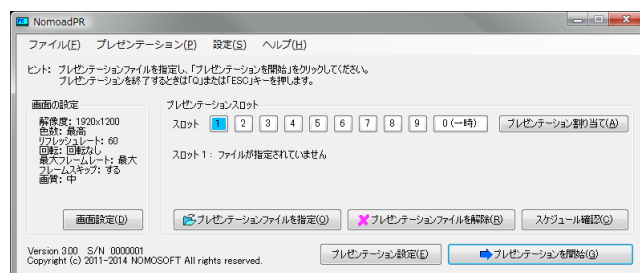 NomoadPR
ファイル(F) プレゼンテーション(P) 設定(S) ヘルプ(H)
ヒント: プレゼンテーションファイルを指定し、「プレゼンテーションを開始」をクリックしてください。
プレゼンテーションを終了するときは「Q」または「ESC」キーを押します。
画面の設定
解像度: 1920x1200
色数: 最高
リフレッシュレート: 60
回転: 回転なし
最大フレームレート: 最大
フレームスキップ: する
画質: 中
画面設定(D)
プレゼンテーションスロット
スロット 1 2 3 4 5 6 7 8 9 0 (一時) プレゼンテーション割り当て(A)
スロット 1 : ファイルが指定されていません
プレゼンテーションファイルを指定(O) プレゼンテーションファイルを解除(R) スケジュール確認(C)
Version 3.00 S/N 0000001
Copyright (c) 2011-2014 NOMOSOFT All rights reserved.
プレゼンテーション設定(E) プレゼンテーションを開始(G)